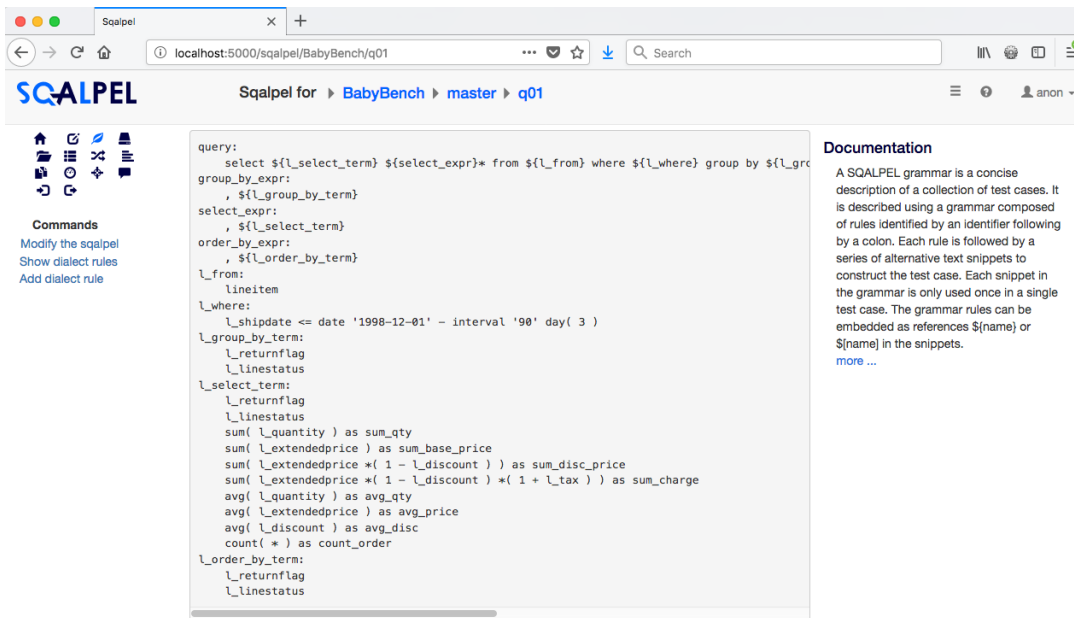 Sqalpel
localhost:5000/sqalpel/BabyBench/q01
Search
SQALPEL
Sqalpel for BabyBench master q01
anon
Commands
Modify the sqalpel
Show dialect rules
Add dialect rule
query:
select ${l_select_term} ${select_expr}* from ${l_from} where ${l_where} group by ${l_gro
group_by_expr:
, ${l_group_by_term}
select_expr:
, ${l_select_term}
order_by_expr:
, ${l_order_by_term}
l_from:
lineitem
l_where:
l_shipdate <= date '1998-12-01' - interval '90' day( 3 )
l_group_by_term:
l_returnflag
l_linestatus
l_select_term:
l_returnflag
l_linestatus
sum( l_quantity ) as sum_qty
sum( l_extendedprice ) as sum_base_price
sum( l_extendedprice *( 1 - l_discount ) ) as sum_disc_price
sum( l_extendedprice *( 1 - l_discount ) *( 1 + l_tax ) ) as sum_charge
avg( l_quantity ) as avg_qty
avg( l_extendedprice ) as avg_price
avg( l_discount ) as avg_disc
count( * ) as count_order
l_order_by_term:
l_returnflag
l_linestatus
Documentation
A SQALPEL grammar is a concise
description of a collection of test cases. It
is described using a grammar composed
of rules identified by an identifier following
by a colon. Each rule is followed by a
series of alternative text snippets to
construct the test case. Each snippet in
the grammar is only used once in a single
test case. The grammar rules can be
embedded as references ${name} or
$[name] in the snippets.
more ...